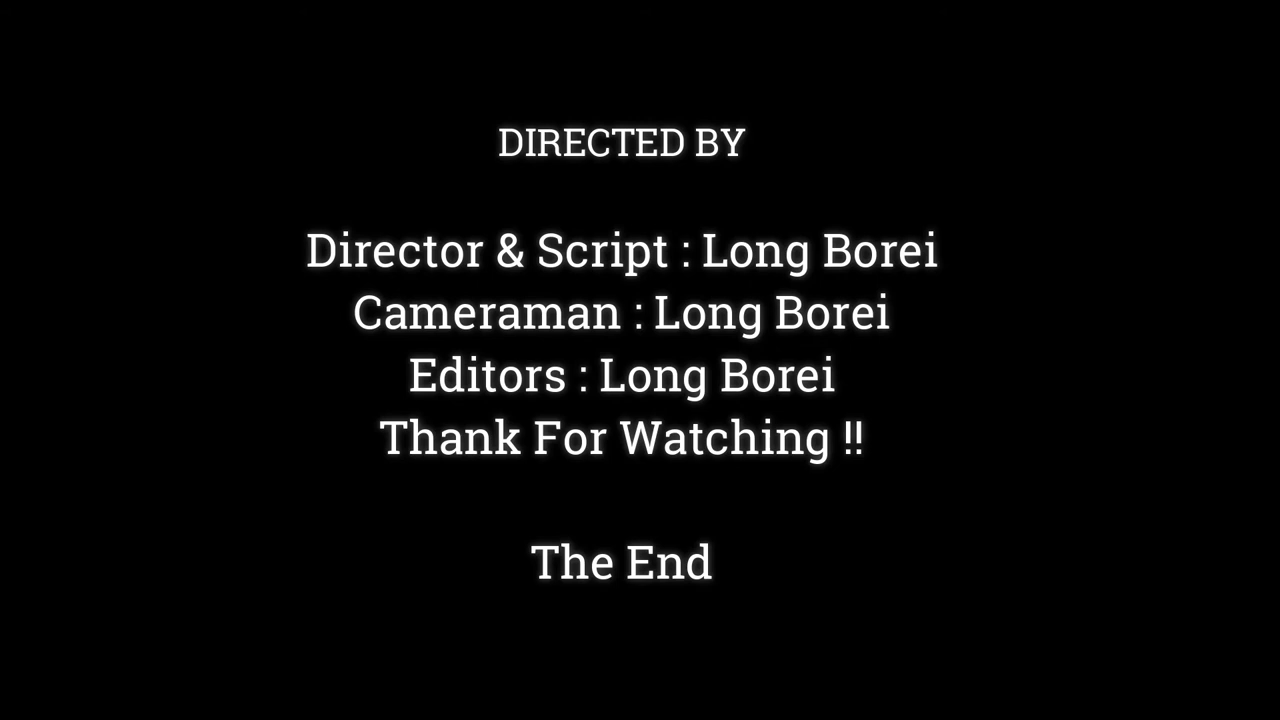 DIRECTED BY
Director & Script : Long Borei
Cameraman : Long Borei
Editors : Long Borei
Thank For Watching !!
The End